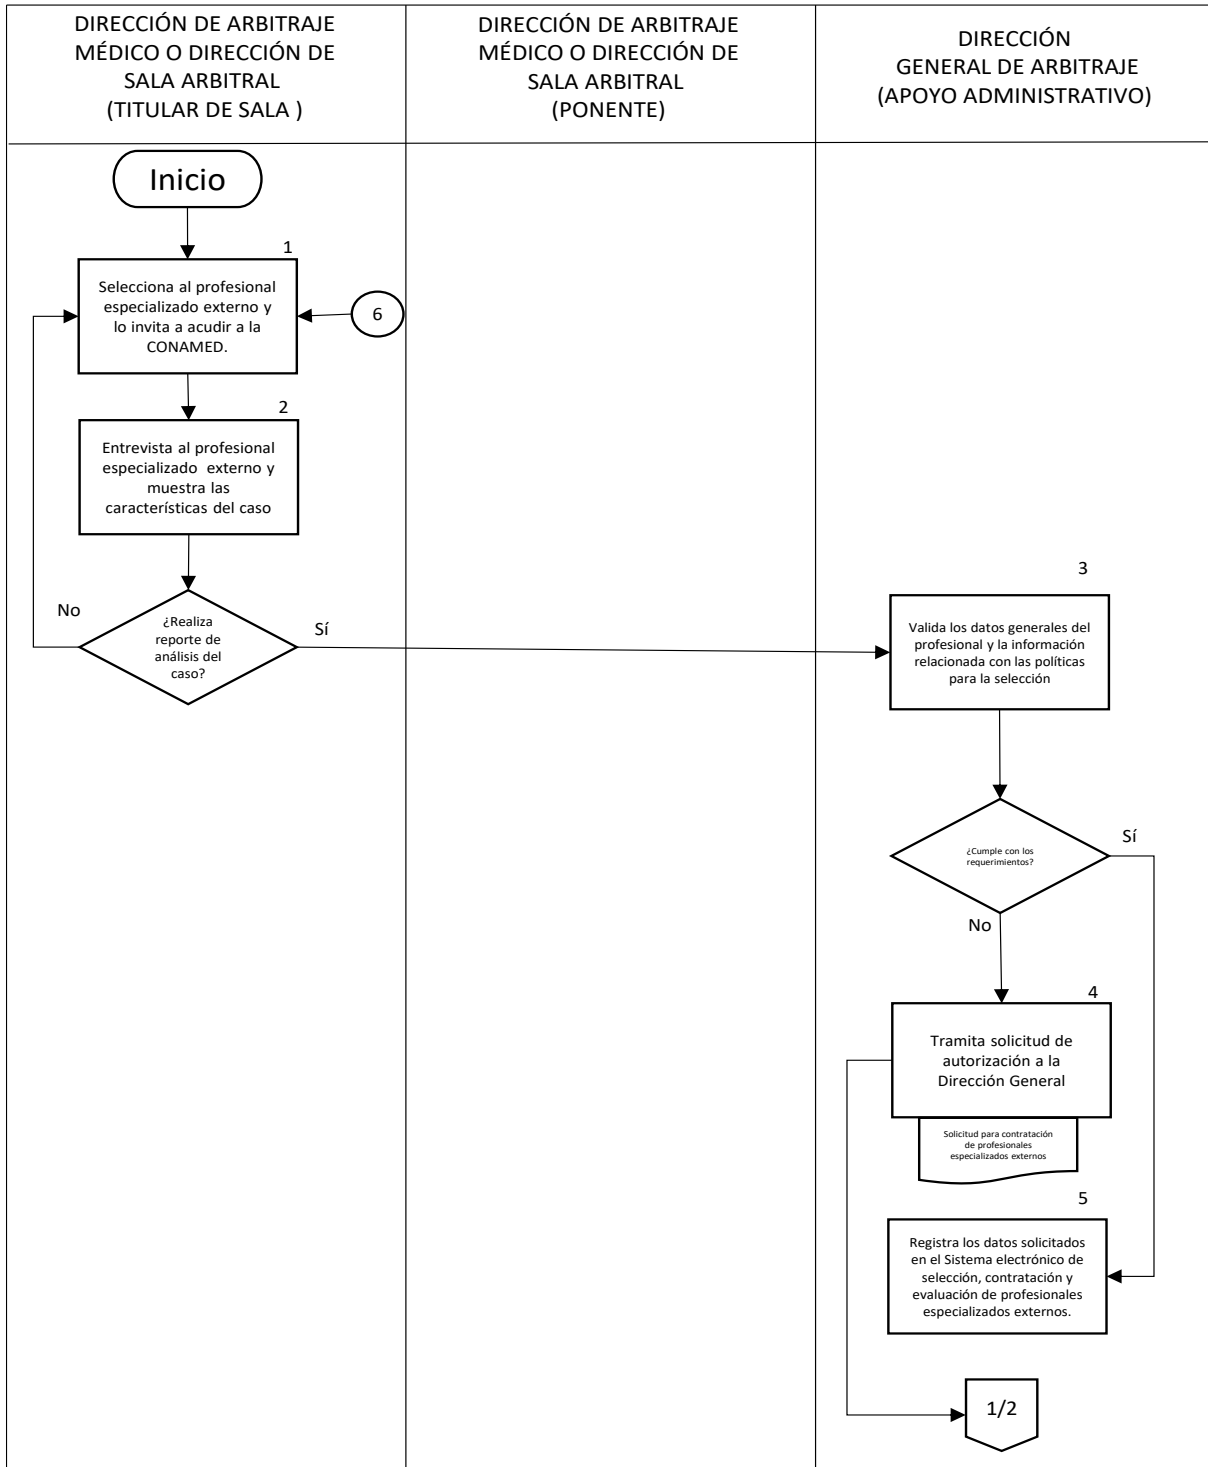 DIRECCIÓN DE ARBITRAJE
MÉDICO O DIRECCIÓN DE
SALA ARBITRAL
(TITULAR DE SALA )
DIRECCIÓN DE ARBITRAJE
MÉDICO O DIRECCIÓN DE
SALA ARBITRAL
(PONENTE)
DIRECCIÓN
GENERAL DE ARBITRAJE
(APOYO ADMINISTRATIVO)
Inicio
1
Selecciona al profesional
especializado externo y
lo invita a acudir a la
CONAMED.
6
2
Entrevista al profesional
especializado externo y
muestra las
características del caso
No
¿Realiza
reporte de
análisis del
caso?
Sí
3
Valida los datos generales del
profesional y la información
relacionada con las políticas
para la selección
¿Cumple con los
requerimientos?
Sí
No
4
Tramita solicitud de
autorización a la
Dirección General
Solicitud para contratación
de profesionales
especializados externos
5
Registra los datos solicitados
en el Sistema electrónico de
selección, contratación y
evaluación de profesionales
especializados externos.
1/2